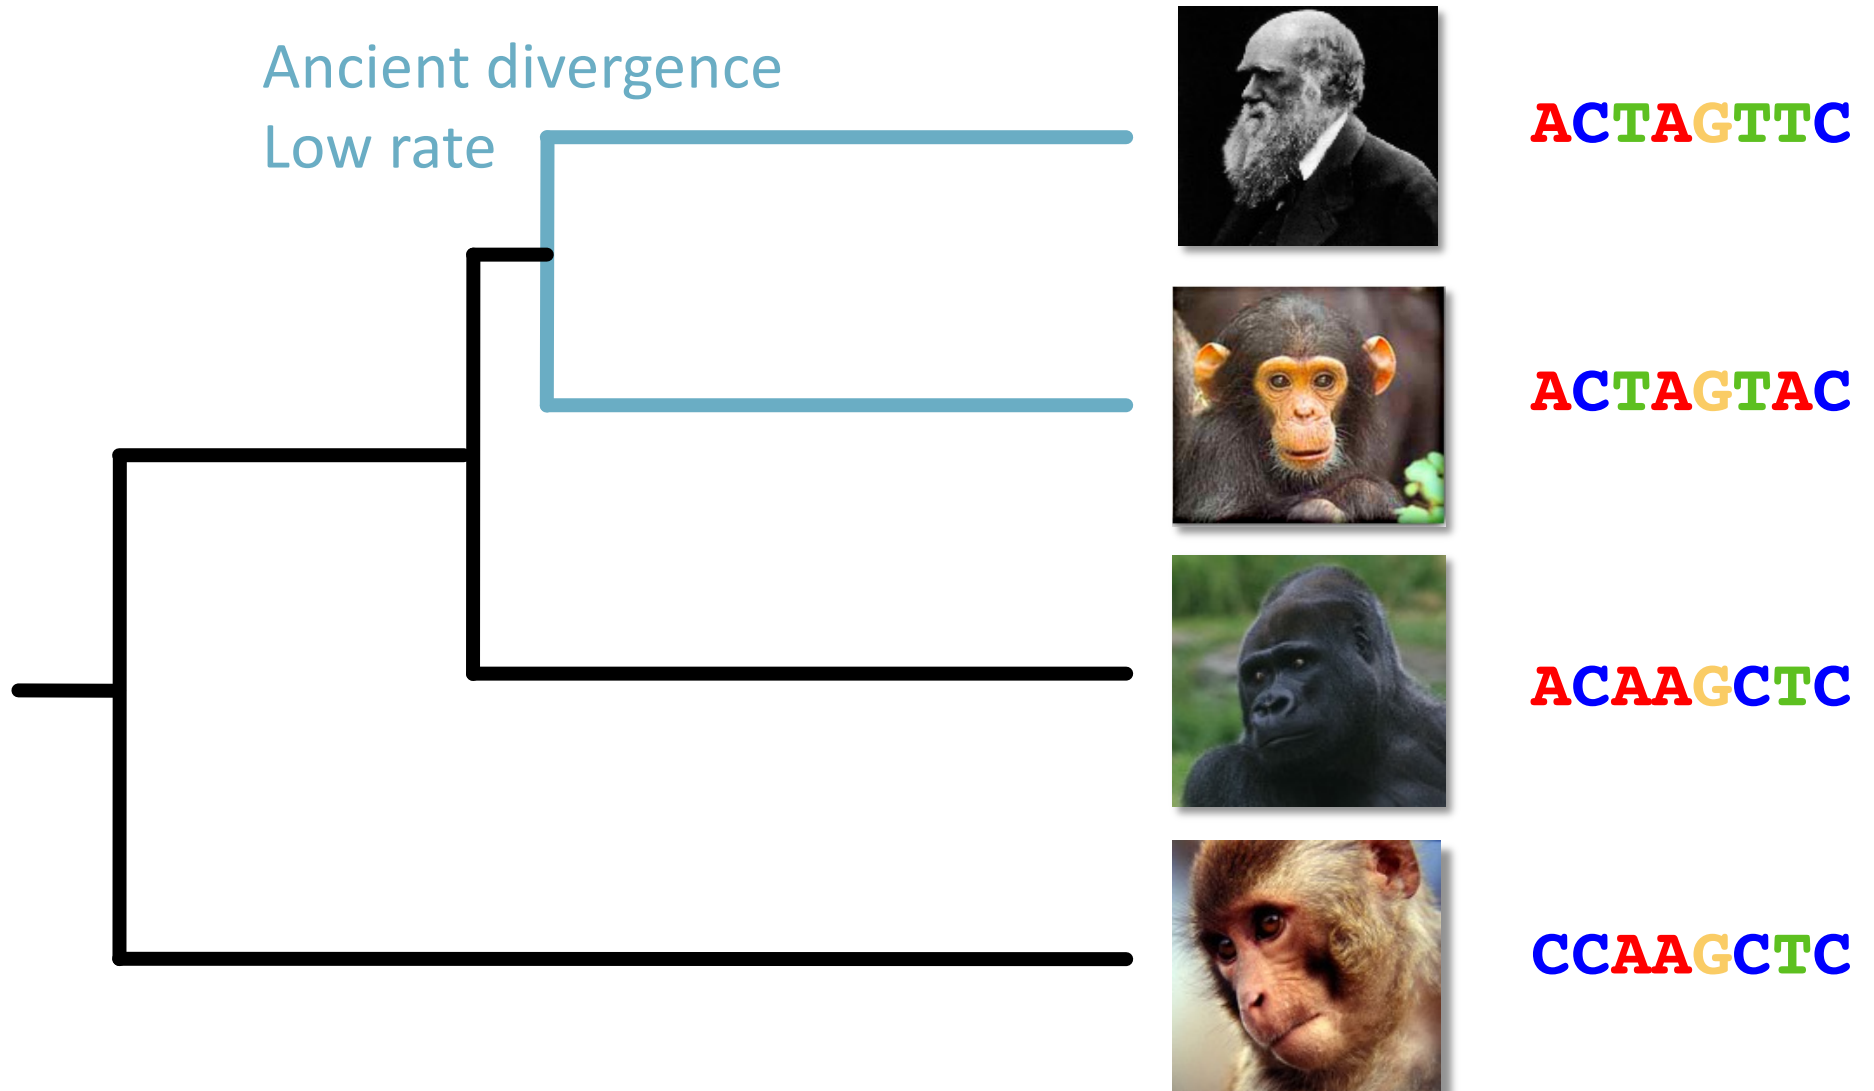 Ancient divergence
Low rate
ACTAGTTC
ACTAGTAC
ACAAGCTC
CCAAGCTC